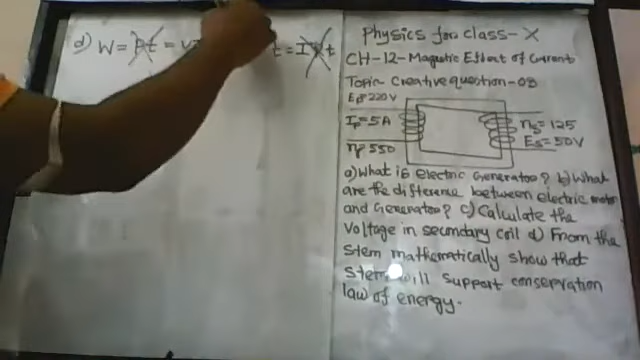 d) W = Pt = V
t = I t
Physics for class-X
CH-12-Magnetic Effect of Current
Topic-Creative question-08
Ep=220V
Ip=5A
np 550
ns=125
Es=50V
a) What is electric Generator? b) What
are the difference between electric motor
and Generator? c) Calculate the
Voltage in secondary coil d) From the
Stem mathematically show that
Stem will support conservation
law of energy.